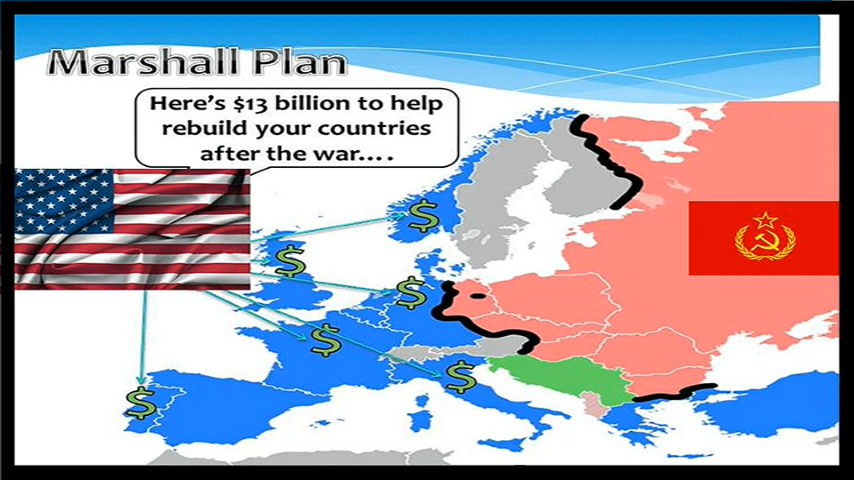 Marshall Plan
Here's $13 billion to help
rebuild your countries
after the war....
$
$
$
$
$
$